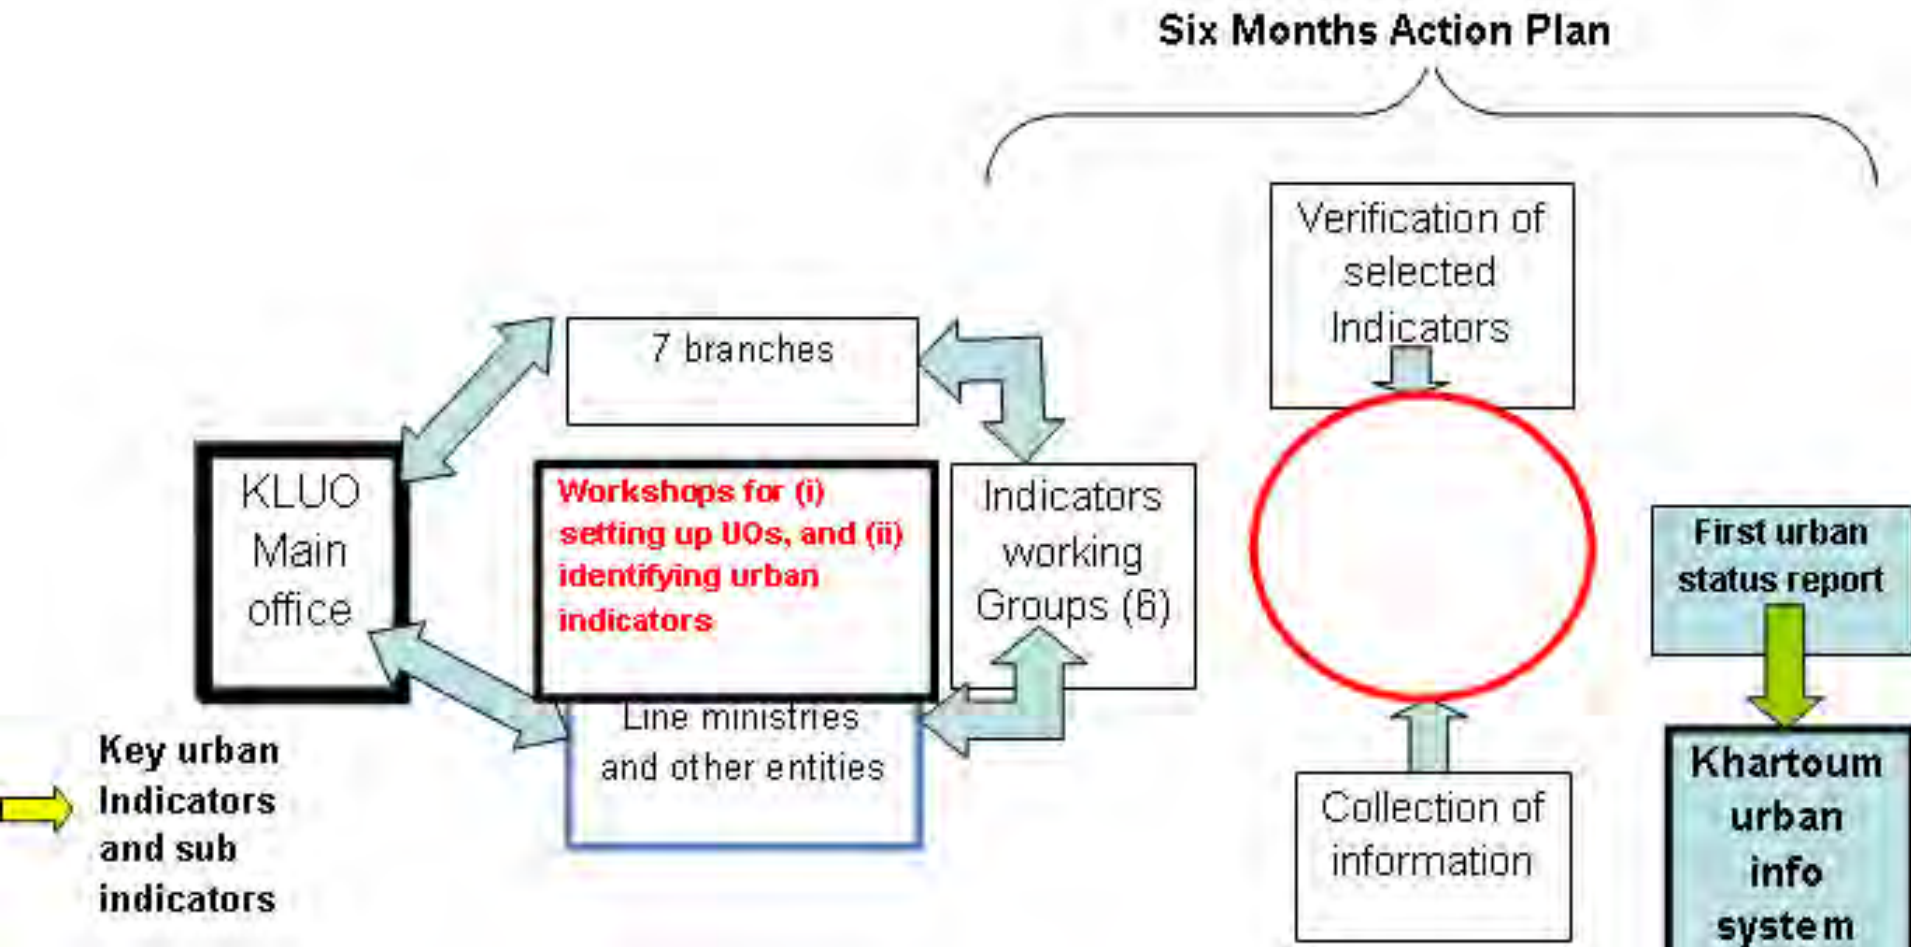 Six Months Action Plan
Verification of
selected
Indicators
7 branches
KLUO
Main
office
Workshops for (i)
setting up UOs, and (ii)
identifying urban
indicators
Indicators
working
Groups (6)
First urban
status report
Line ministries
and other entities
Key urban
Indicators
and sub
indicators
Collection of
information
Khartoum
urban
info
system